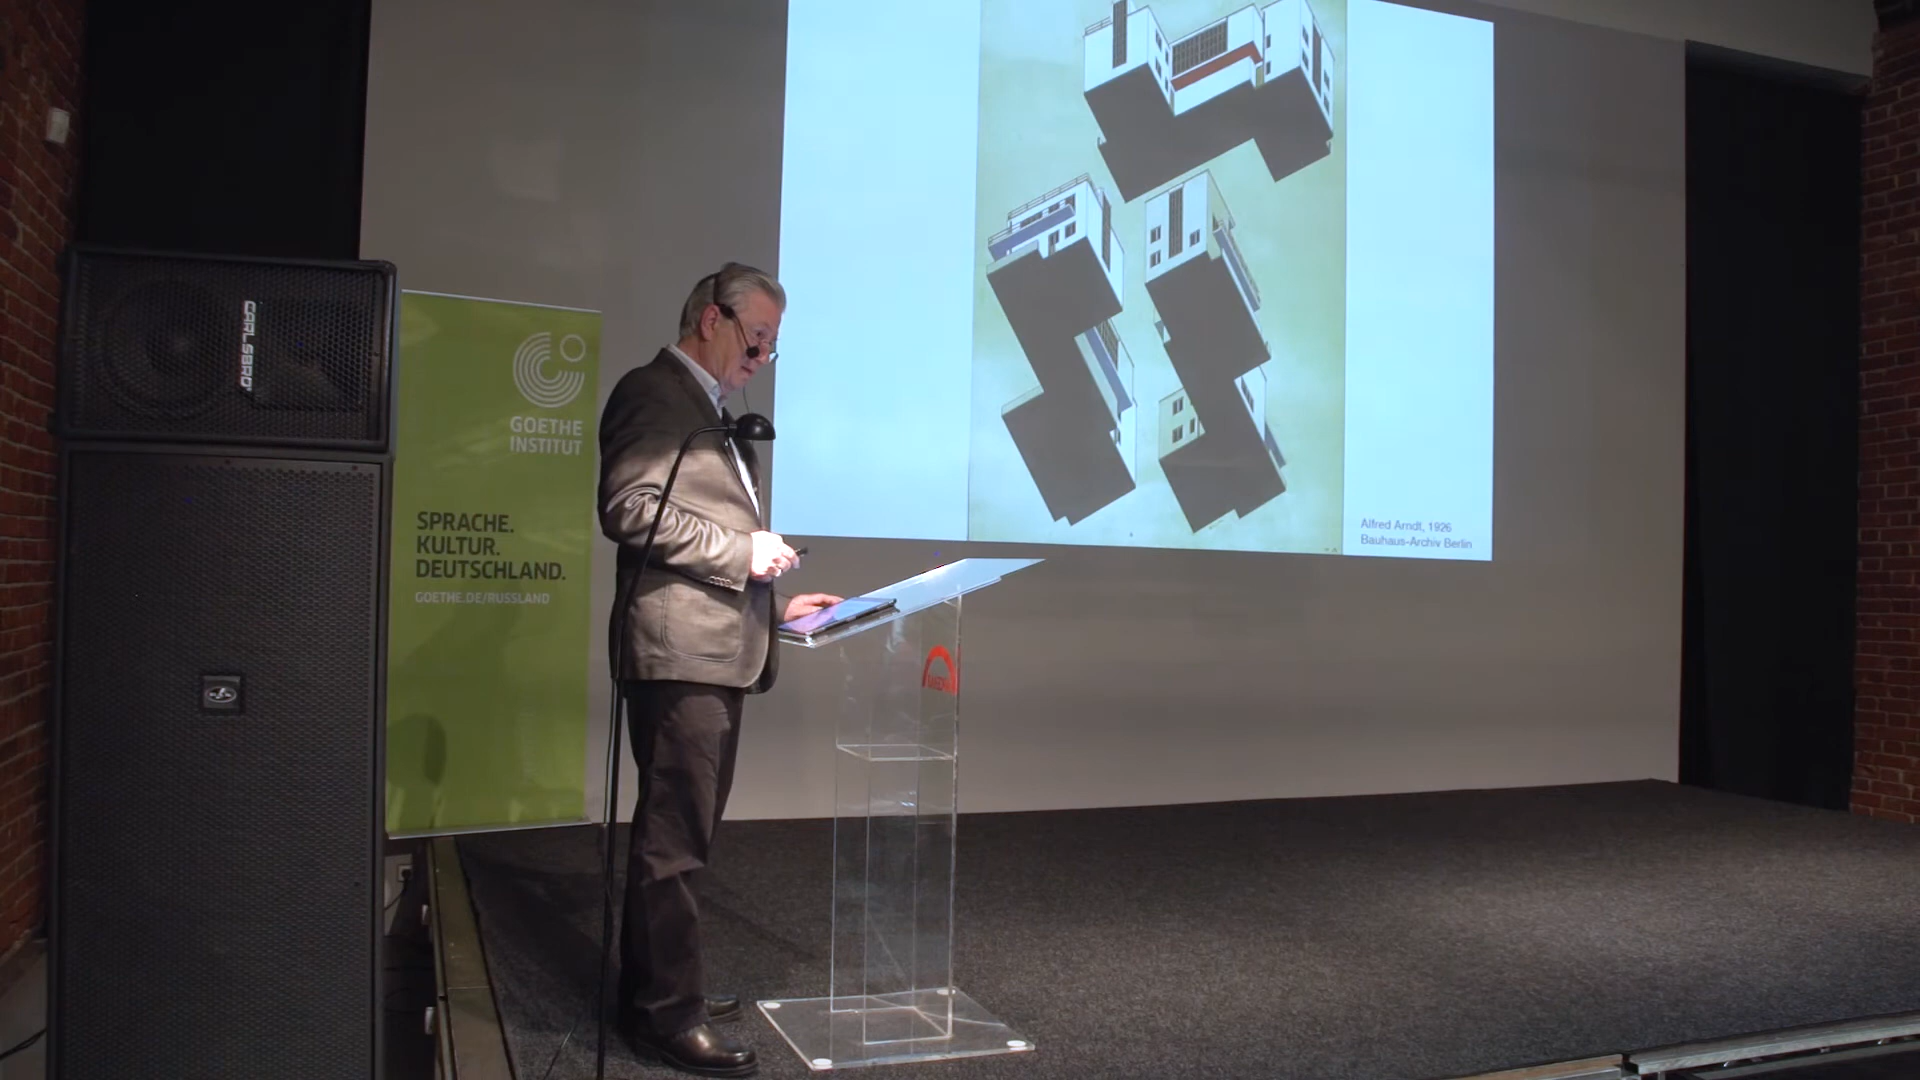 CARLSBRO
GOETHE
INSTITUT
SPRACHE.
KULTUR.
DEUTSCHLAND.
GOETHE.DE/RUSSLAND
Alfred Arndt, 1926
Bauhaus-Archiv Berlin